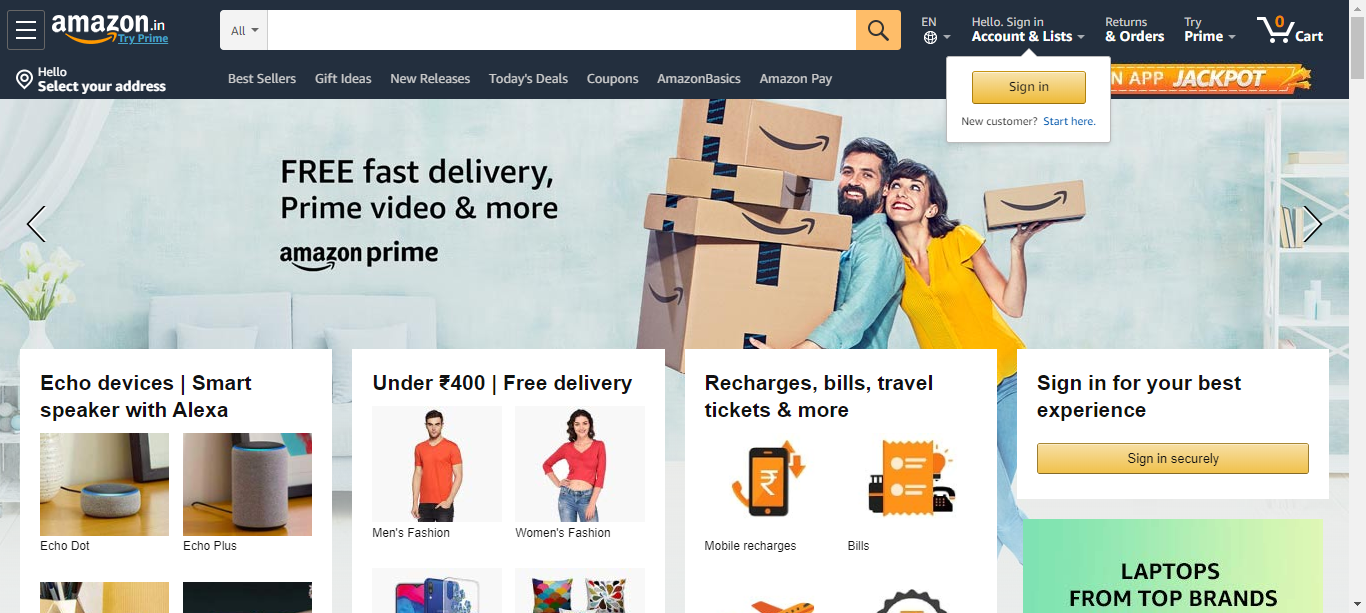 amazon.in
Try Prime
All
EN
Hello. Sign in
Account & Lists
Returns
& Orders
Try
Prime
0
Cart
Hello
Select your address
Best Sellers
Gift Ideas
New Releases
Today's Deals
Coupons
AmazonBasics
Amazon Pay
N APP JACKPOT
Sign in
New customer? Start here.
FREE fast delivery,
Prime video & more
amazon prime
Echo devices | Smart
speaker with Alexa
Echo Dot
Echo Plus
Under ₹400 | Free delivery
Men's Fashion
Women's Fashion
Recharges, bills, travel
tickets & more
₹
Mobile recharges
Bills
Sign in for your best
experience
Sign in securely
LAPTOPS
FROM TOP BRANDS